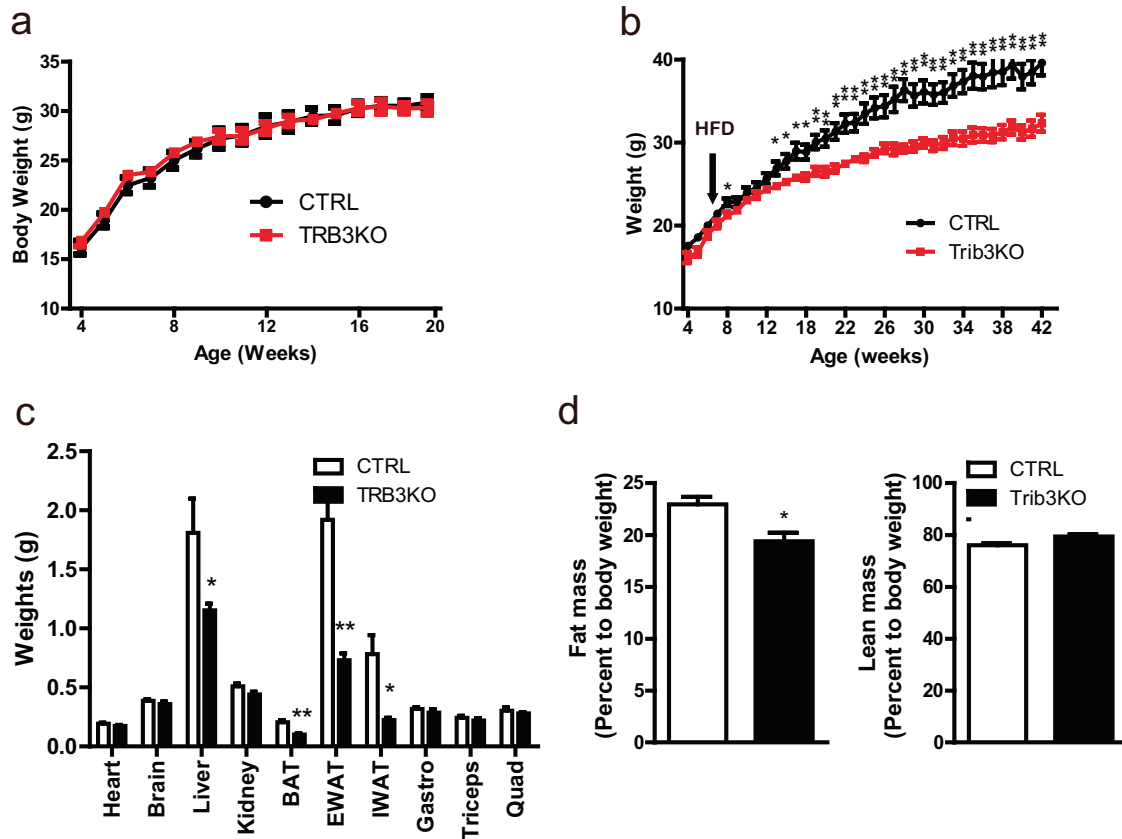 a
Body Weight (g)
35
30
25
20
15
10
CTRL
TRB3KO
4 8 12 16 20
Age (Weeks)
b
Weight (g)
40
30
20
10
HFD
* * * * * * * * * * * * * * * * * * * * * * * * * * * * * *
CTRL
Trib3KO
4 8 12 18 22 26 30 34 38 42
Age (weeks)
c
Weights (g)
2.5
2.0
1.5
1.0
0.5
0.0
CTRL
TRB3KO
*
**
**
*
Heart
Brain
Liver
Kidney
BAT
EWAT
IWAT
Gastro
Triceps
Quad
d
Fat mass
(Percent to body weight)
25
20
15
10
5
0
*
Lean mass
(Percent to body weight)
100
80
60
40
20
0
CTRL
Trib3KO